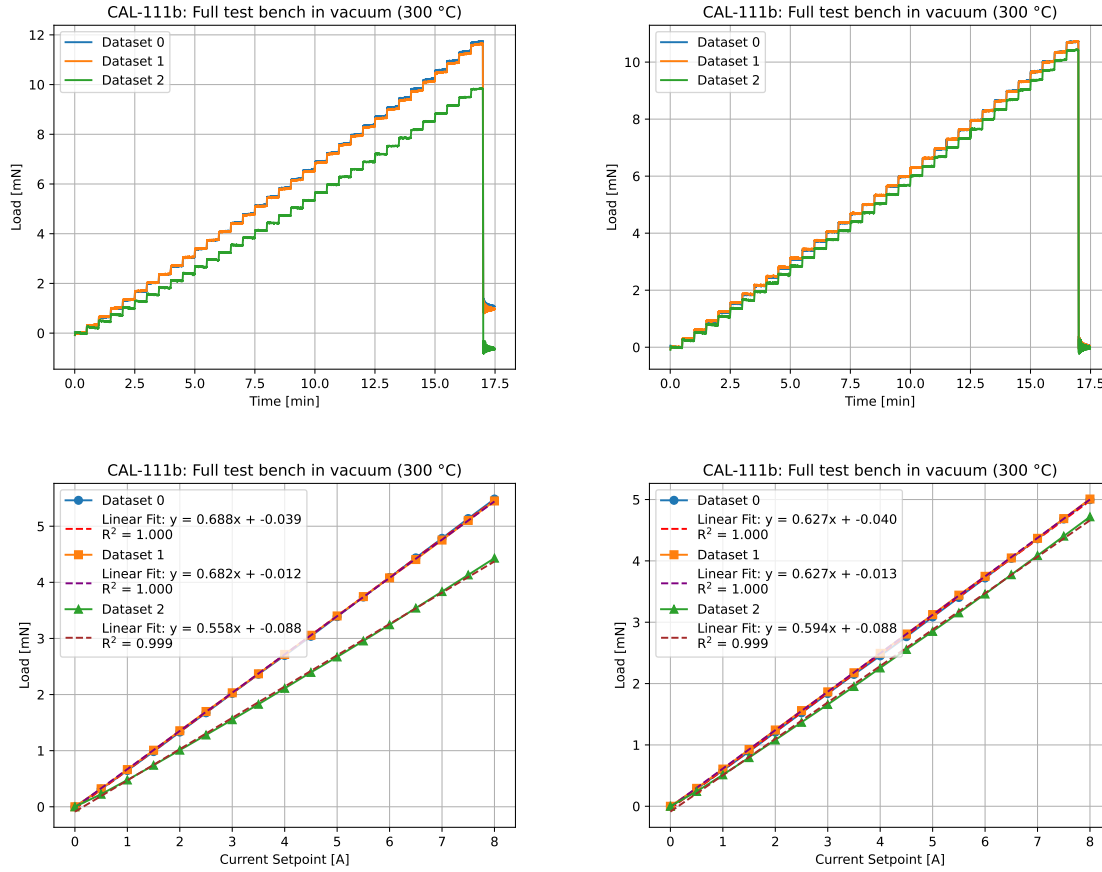 CAL-111b: Full test bench in vacuum (300 °C)
Dataset 0
Dataset 1
Dataset 2
Load [mN]
12
10
8
6
4
2
0
0.0 2.5 5.0 7.5 10.0 12.5 15.0 17.5
Time [min]
CAL-111b: Full test bench in vacuum (300 °C)
Dataset 0
Dataset 1
Dataset 2
Load [mN]
10
8
6
4
2
0
0.0 2.5 5.0 7.5 10.0 12.5 15.0 17.5
Time [min]
CAL-111b: Full test bench in vacuum (300 °C)
Dataset 0
Linear Fit: y = 0.688x + -0.039
R² = 1.000
Dataset 1
Linear Fit: y = 0.682x + -0.012
R² = 1.000
Dataset 2
Linear Fit: y = 0.558x + -0.088
R² = 0.999
Load [mN]
5
4
3
2
1
0
0 1 2 3 4 5 6 7 8
Current Setpoint [A]
CAL-111b: Full test bench in vacuum (300 °C)
Dataset 0
Linear Fit: y = 0.627x + -0.040
R² = 1.000
Dataset 1
Linear Fit: y = 0.627x + -0.013
R² = 1.000
Dataset 2
Linear Fit: y = 0.594x + -0.088
R² = 0.999
Load [mN]
5
4
3
2
1
0
0 1 2 3 4 5 6 7 8
Current Setpoint [A]